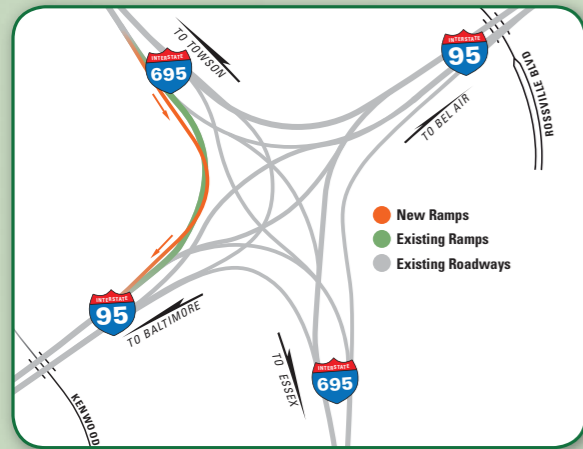 TO TOWSON
INTERSTATE
695
INTERSTATE
95
ROSSVILLE BLVD
TO BEL AIR
New Ramps
Existing Ramps
Existing Roadways
INTERSTATE
95
TO BALTIMORE
TO ESSEX
INTERSTATE
695
KENWOOD